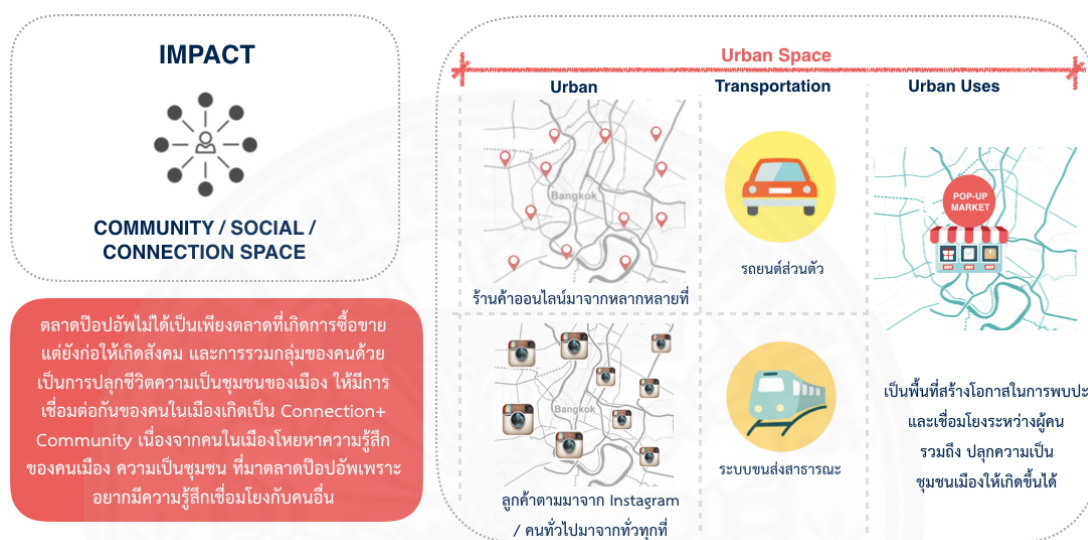 IMPACT
COMMUNITY / SOCIAL /
CONNECTION SPACE
ตลาดป๊อปอัพไม่ได้เป็นเพียงตลาดที่เกิดการซื้อขาย
แต่ยังก่อให้เกิดสังคม และการรวมกลุ่มของคนด้วย
เป็นการปลุกชีวิตความเป็นชุมชนของเมือง ให้มีการ
เชื่อมต่อกันของคนในเมืองเกิดเป็น Connection+
Community เนื่องจากคนในเมืองโหยหาความรู้สึก
ของคนเมือง ความเป็นชุมชน ที่มาตลาดป๊อปอัพเพราะ
อยากมีความรู้สึกเชื่อมโยงกับคนอื่น
Urban Space
Urban
Transportation
Urban Uses
Bangkok
ร้านค้าออนไลน์มาจากหลากหลายที่
รถยนต์ส่วนตัว
POP-UP
MARKET
Bangkok
ลูกค้าตามมาจาก Instagram
/ คนทั่วไปมาจากทั่วทุกที่
ระบบขนส่งสาธารณะ
เป็นพื้นที่สร้างโอกาสในการพบปะ
และเชื่อมโยงระหว่างผู้คน
รวมถึง ปลุกความเป็น
ชุมชนเมืองให้เกิดขึ้นได้